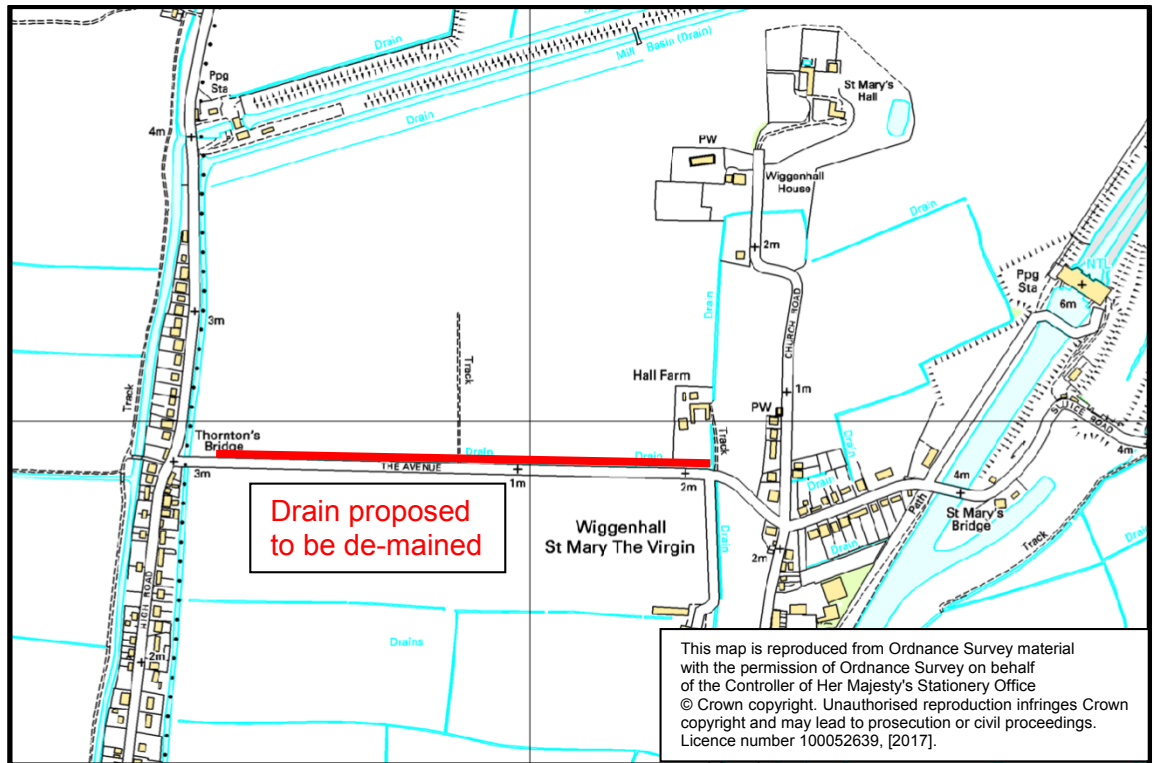 Drain
Mill Basin (Drain)
Ppg
Sta
St Mary's
Hall
4m
Drain
PW
Wiggenhall
House
Drain
2m
NTL
Ppg
Sta
6m
Drain
CHURCH ROAD
3m
Track
Track
Hall Farm
1m
PW
Track
SLUICE ROAD
Thornton's
Bridge
Drain
Drain
Drain
3m
THE AVENUE
1m
2m
Drain
4m
4m
Path
St Mary's
Bridge
Drain proposed
to be de-mained
Wiggenhall
St Mary The Virgin
Drain
Drain
Drain
Track
2m
HIGH ROAD
Drains
2m
This map is reproduced from Ordnance Survey material
with the permission of Ordnance Survey on behalf
of the Controller of Her Majesty's Stationery Office
© Crown copyright. Unauthorised reproduction infringes Crown
copyright and may lead to prosecution or civil proceedings.
Licence number 100052639, [2017].